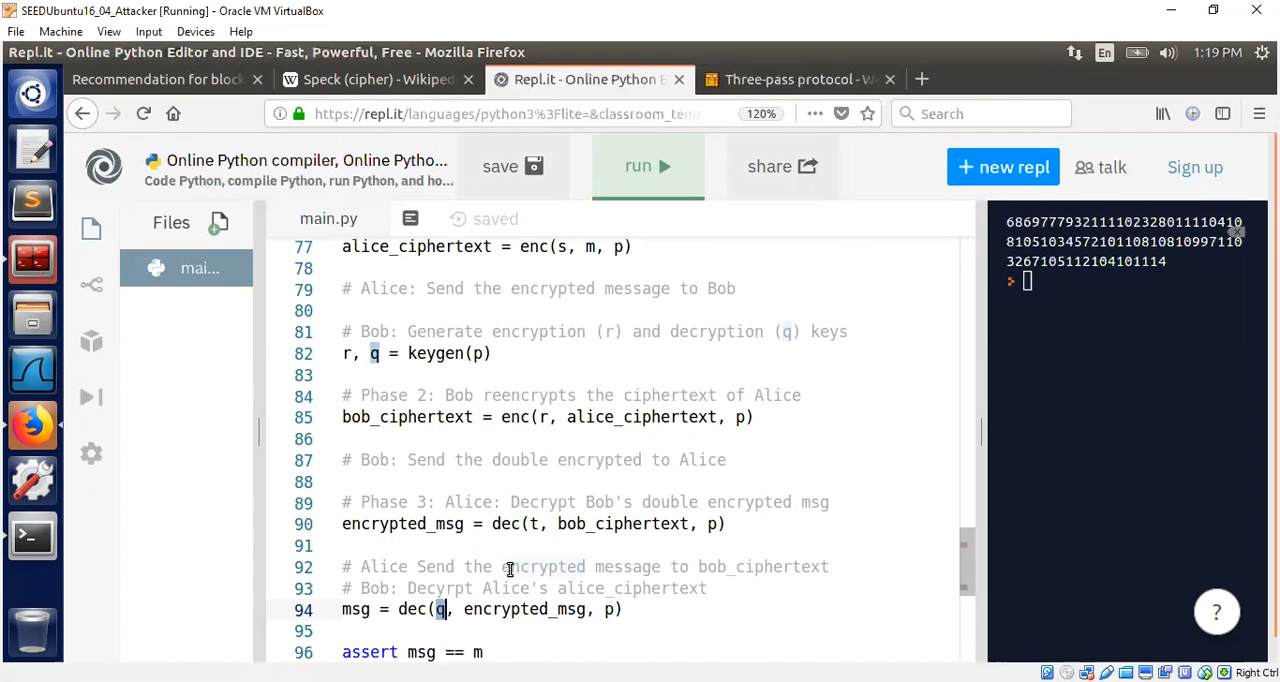 SEEDUbuntu16_04_Attacker [Running] - Oracle VM VirtualBox
File Machine View Input Devices Help
Repl.it - Online Python Editor and IDE - Fast, Powerful, Free - Mozilla Firefox
En
1:19 PM
Recommendation for bloc
Speck (cipher) - Wikiped
Repl.it - Online Python E
Three-pass protocol - W
https://repl.it/languages/python3%3Flite=&classroom_tem
120%
Search
Online Python compiler, Online Pytho...
Code Python, compile Python, run Python, and ho...
save
run
share
+ new repl
talk
Sign up
Files
main.py
saved
mai...
77 alice_ciphertext = enc(s, m, p)
78
79 # Alice: Send the encrypted message to Bob
80
81 # Bob: Generate encryption (r) and decryption (q) keys
82 r, q = keygen(p)
83
84 # Phase 2: Bob reencrypts the ciphertext of Alice
85 bob_ciphertext = enc(r, alice_ciphertext, p)
86
87 # Bob: Send the double encrypted to Alice
88
89 # Phase 3: Alice: Decrypt Bob's double encrypted msg
90 encrypted_msg = dec(t, bob_ciphertext, p)
91
92 # Alice Send the encrypted message to bob_ciphertext
93 # Bob: Decyrpt Alice's alice_ciphertext
94 msg = dec(q, encrypted_msg, p)
95
96 assert msg == m
6869777932111102328011110410
8105103457210110810810997110
3267105112104101114
>
?
Right Ctrl